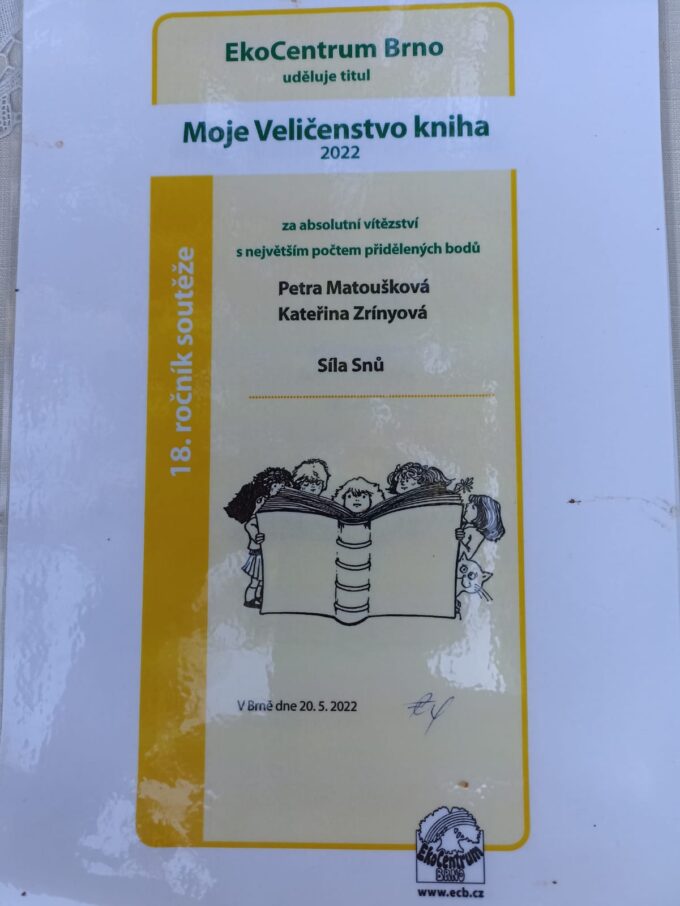 EkoCentrum Brno
uděluje titul
Moje Veličenstvo kniha
2022
18. ročník soutěže
za absolutní vítězství
s největším počtem přidělených bodů
Petra Matoušková
Kateřina Zrínyová
Síla Snů
V Brně dne 20. 5. 2022
EkoCentrum
BRNO
www.ecb.cz